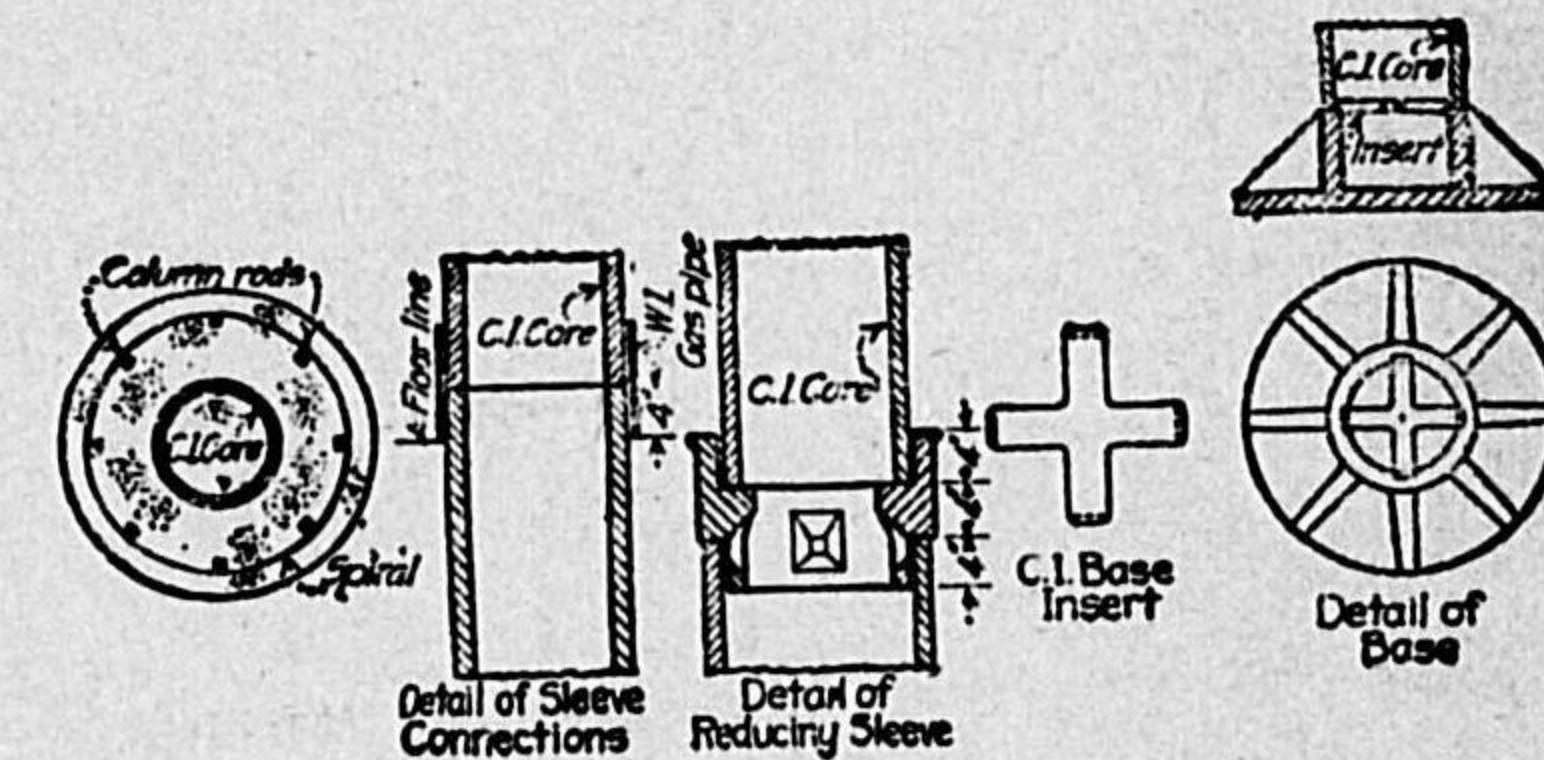 C.I.Core
Insert
Column rods
C.I.Core
Spiral
Floor line
C.I.Core
4" W.I.
Gas pipe
C.I.Core
C.I. Base
Insert
Detail of Sleeve
Connections
Detail of
Reducing Sleeve
Detail of
Base